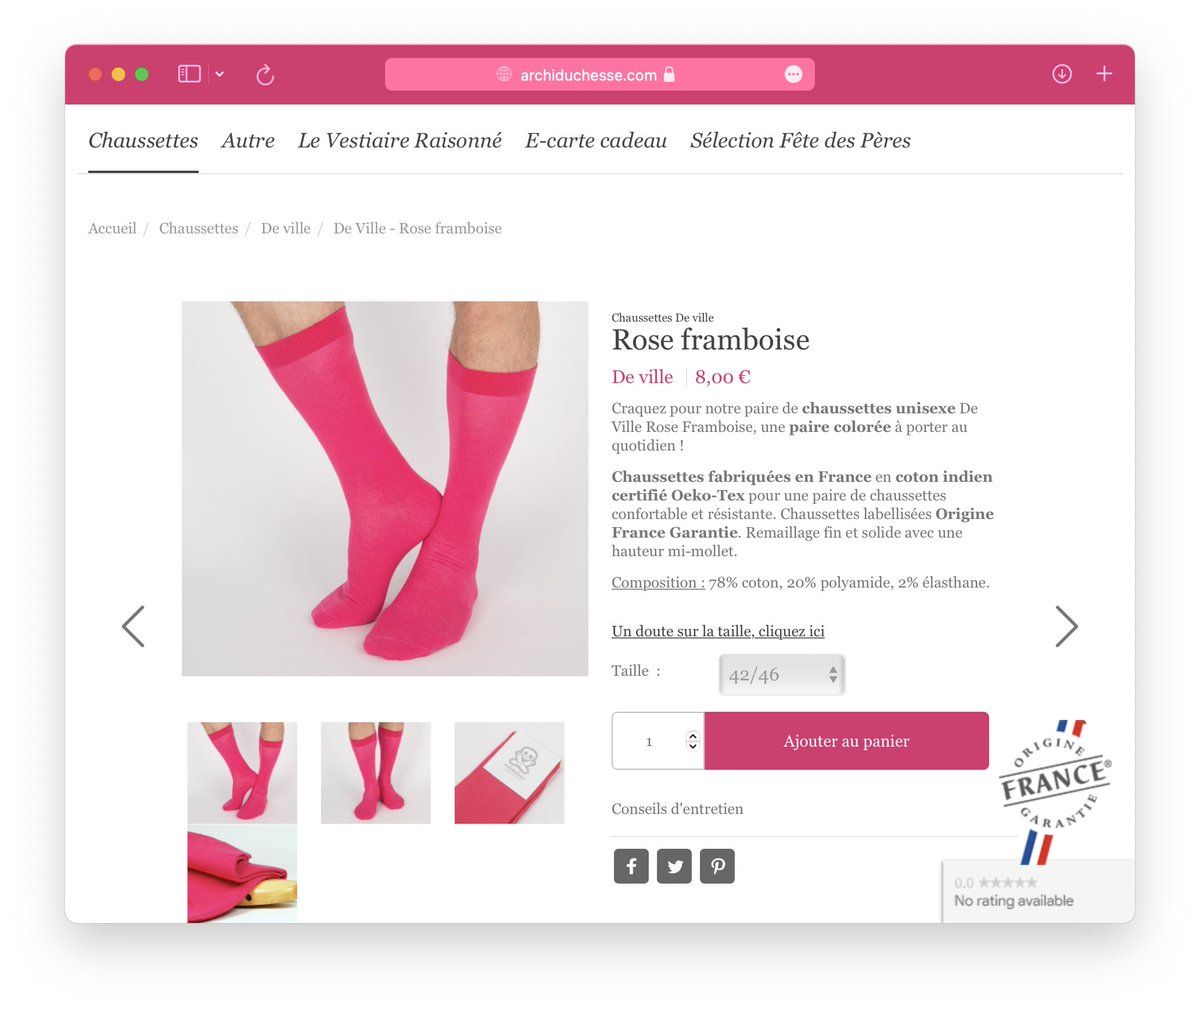 archiduchesse.com
Chaussettes Autre Le Vestiaire Raisonné E-carte cadeau Sélection Fête des Pères
Accueil / Chaussettes / De ville / De Ville - Rose framboise
Chaussettes De ville
Rose framboise
De ville | 8,00 €
Craquez pour notre paire de chaussettes unisexe De
Ville Rose Framboise, une paire colorée à porter au
quotidien !
Chaussettes fabriquées en France en coton indien
certifié Oeko-Tex pour une paire de chaussettes
confortable et résistante. Chaussettes labellisées Origine
France Garantie. Remaillage fin et solide avec une
hauteur mi-mollet.
Composition : 78% coton, 20% polyamide, 2% élasthane.
Un doute sur la taille, cliquez ici
Taille : 42/46
1 Ajouter au panier
Conseils d'entretien
ORIGINE
FRANCE®
GARANTIE
0.0 ★★★★★
No rating available